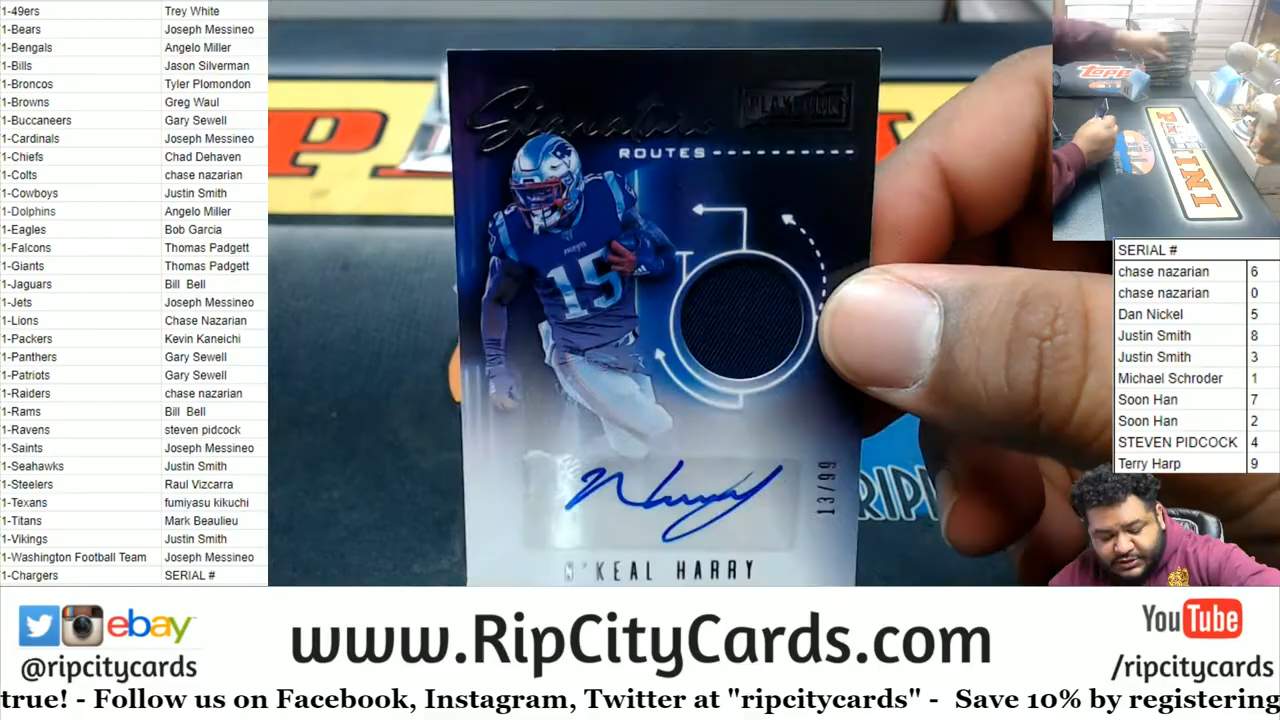 1-49ers Trey White
1-Bears Joseph Messineo
1-Bengals Angelo Miller
1-Bills Jason Silverman
1-Broncos Tyler Plomondon
1-Browns Greg Waul
1-Buccaneers Gary Sewell
1-Cardinals Joseph Messineo
1-Chiefs Chad Dehaven
1-Colts chase nazarian
1-Cowboys Justin Smith
1-Dolphins Angelo Miller
1-Eagles Bob Garcia
1-Falcons Thomas Padgett
1-Giants Thomas Padgett
1-Jaguars Bill Bell
1-Jets Joseph Messineo
1-Lions Chase Nazarian
1-Packers Kevin Kaneichi
1-Panthers Gary Sewell
1-Patriots Gary Sewell
1-Raiders chase nazarian
1-Rams Bill Bell
1-Ravens steven pidcock
1-Saints Joseph Messineo
1-Seahawks Justin Smith
1-Steelers Raul Vizcarra
1-Texans fumiyasu kikuchi
1-Titans Mark Beaulieu
1-Vikings Justin Smith
1-Washington Football Team Joseph Messineo
1-Chargers SERIAL #
Signature
PLAYBOOK
ROUTES
15
13/99
N'KEAL HARRY
RIP
Topps
PANINI
SERIAL #
chase nazarian 6
chase nazarian 0
Dan Nickel 5
Justin Smith 8
Justin Smith 3
Michael Schroder 1
Soon Han 7
Soon Han 2
STEVEN PIDCOCK 4
Terry Harp 9
ebay
@ripcitycards
www.RipCityCards.com
YouTube
/ripcitycards
true! - Follow us on Facebook, Instagram, Twitter at "ripcitycards" - Save 10% by registering